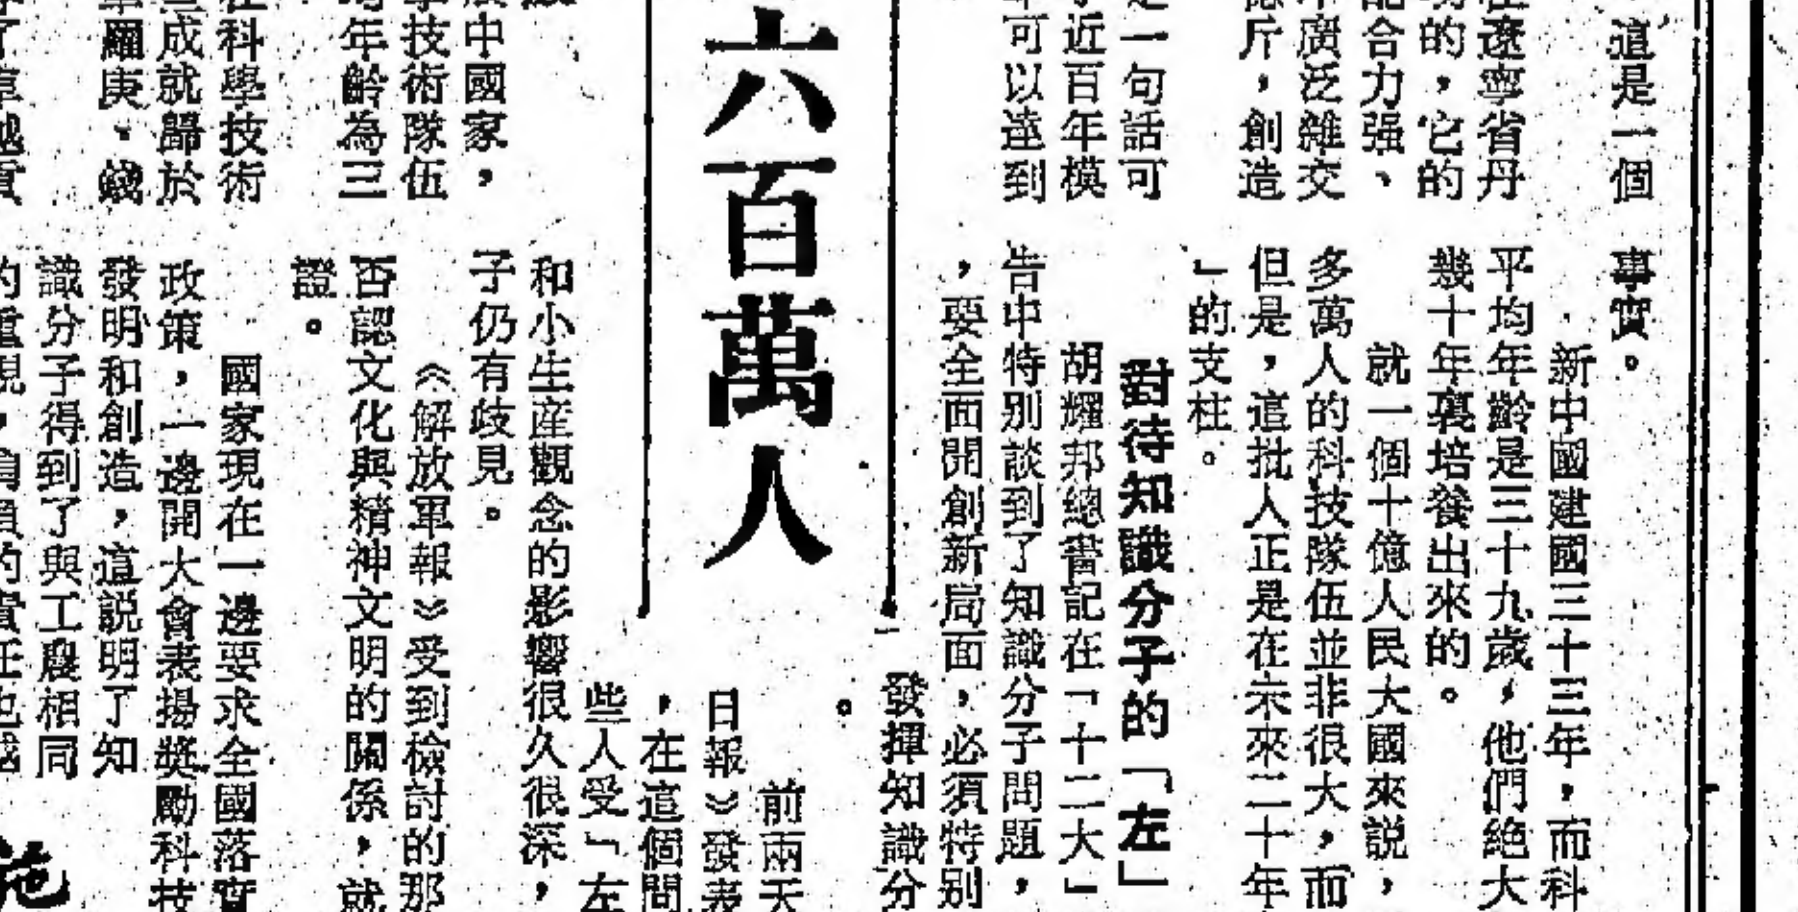 這是一個
在遼寧省丹
的，它的
配合力强、
廣泛雜交
斤，創造
一句話可
近百年模
可以達到
六百萬人
中國家，
技術隊伍
年齡為三
在科學技術
成就歸於
羅庚、錢
事實。
新中國建國三十三年，而科
平均年齡是三十九歲，他們絕大
幾十年裏培養出來的。
就一個十億人民大國來説，
多萬人的科技隊伍並非很大，而
但是，這批人正是在未來二十年
」的支柱。
對待知識分子的「左」
胡耀邦總書記在「十二大」
告中特别談到了知識分子問題，
，要全面開創新局面，必須特别
發揮知識分
。
前兩天
日報》發表
，在這個問
些人受「左
和小生産觀念的影響很久很深，
子仍有歧見。
《解放軍報》受到檢討的那
否認文化與精神文明的關係，就
證。
國家現在一邊要求全國落實
政策，一邊開大會表揚獎勵科技
發明和創造，這説明了知
識分子得到了與工農相同